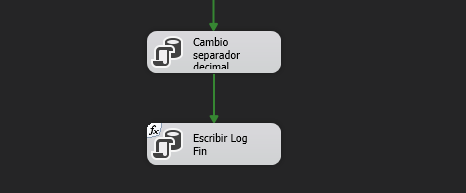 Cambio
separador
decimal
fx
Escribir Log
Fin